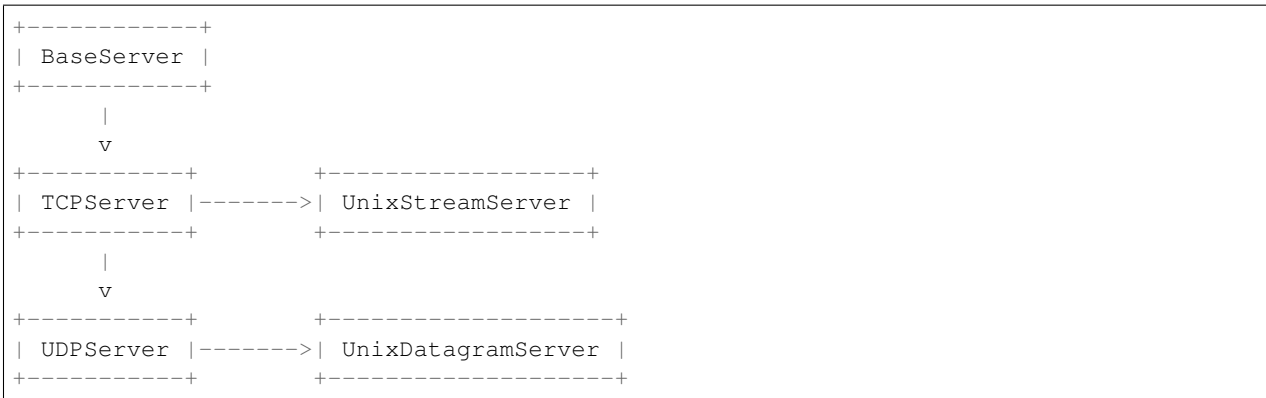 +------------+
| BaseServer |
+------------+
      |
      v
+-----------+        +------------------+
| TCPServer |------->| UnixStreamServer |
+-----------+        +------------------+
      |
      v
+-----------+        +--------------------+
| UDPServer |------->| UnixDatagramServer |
+-----------+        +--------------------+